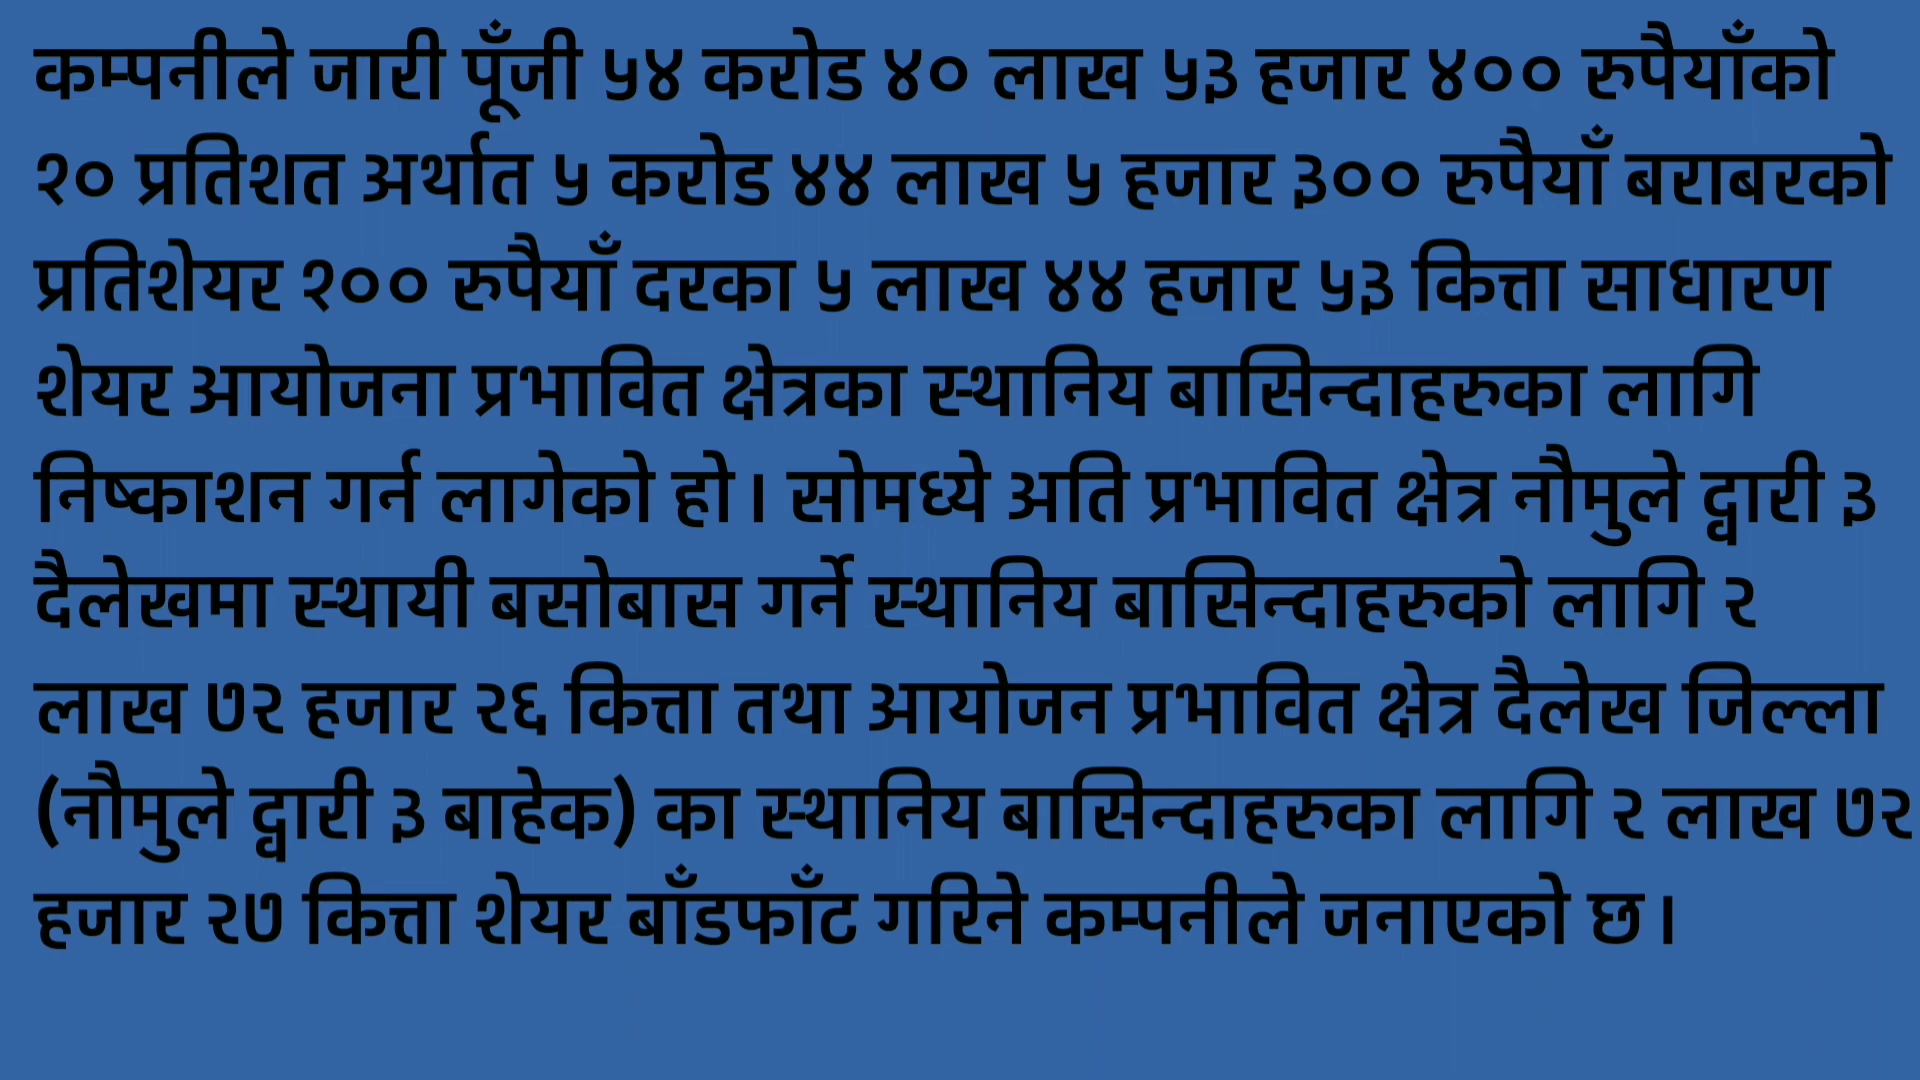 कम्पनीले जारी पूँजी ५४ करोड ४० लाख ५३ हजार ४०० रुपैयाँको
१० प्रतिशत अर्थात ५ करोड ४४ लाख ५ हजार ३०० रुपैयाँ बराबरको
प्रतिशेयर १०० रुपैयाँ दरका ५ लाख ४४ हजार ५३ कित्ता साधारण
शेयर आयोजना प्रभावित क्षेत्रका स्थानिय बासिन्दाहरुका लागि
निष्काशन गर्न लागेको हो । सोमध्ये अति प्रभावित क्षेत्र नौमुले द्वारी ३
दैलेखमा स्थायी बसोबास गर्ने स्थानिय बासिन्दाहरुको लागि २
लाख ७२ हजार २६ कित्ता तथा आयोजन प्रभावित क्षेत्र दैलेख जिल्ला
(नौमुले द्वारी ३ बाहेक) का स्थानिय बासिन्दाहरुका लागि २ लाख ७२
हजार २७ कित्ता शेयर बाँडफाँट गरिने कम्पनीले जनाएको छ ।